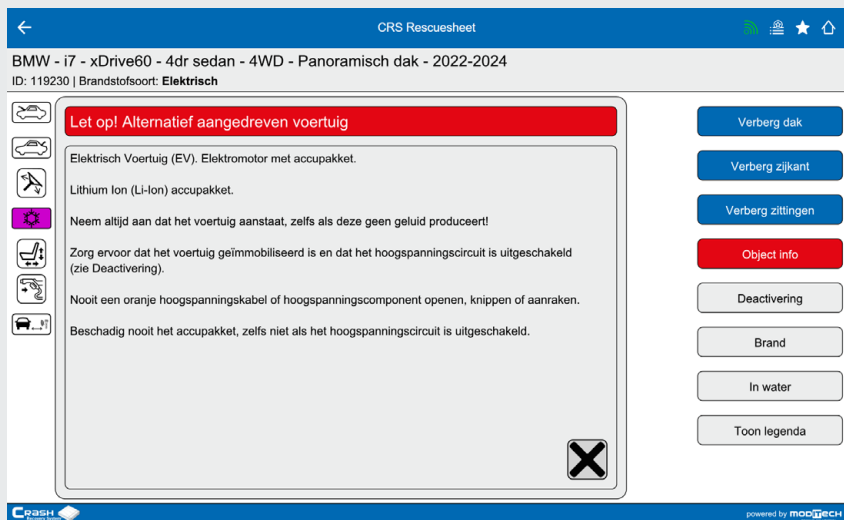 CRS Rescuesheet
BMW - i7 - xDrive60 - 4dr sedan - 4WD - Panoramisch dak - 2022-2024
ID: 119230 | Brandstofsoort: Elektrisch
Let op! Alternatief aangedreven voertuig
Elektrisch Voertuig (EV). Elektromotor met accupakket.
Lithium Ion (Li-Ion) accupakket.
Neem altijd aan dat het voertuig aanstaat, zelfs als deze geen geluid produceert!
Zorg ervoor dat het voertuig geïmmobiliseerd is en dat het hoogspanningscircuit is uitgeschakeld
(zie Deactivering).
Nooit een oranje hoogspanningskabel of hoogspanningscomponent openen, knippen of aanraken.
Beschadig nooit het accupakket, zelfs niet als het hoogspanningscircuit is uitgeschakeld.
Verberg dak
Verberg zijkant
Verberg zittingen
Object info
Deactivering
Brand
In water
Toon legenda
Crash
Recovery System
powered by MODITECH